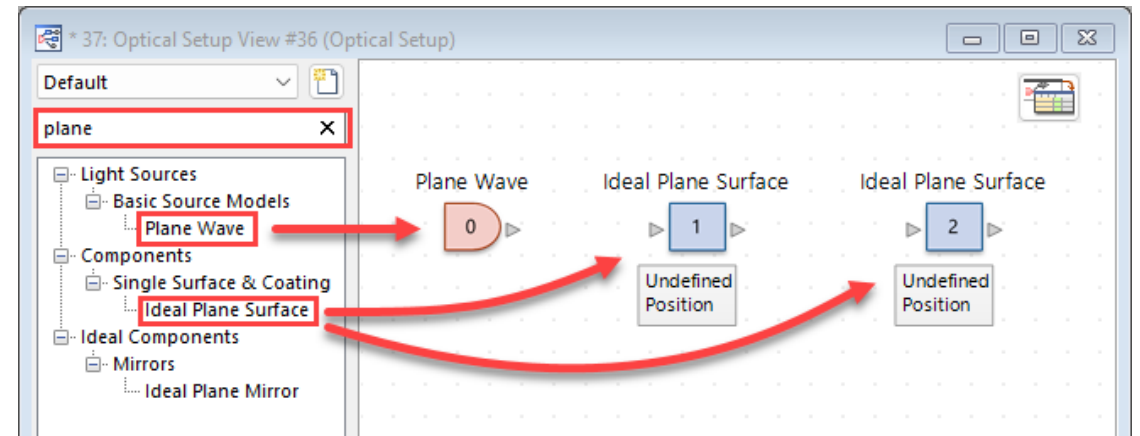 * 37: Optical Setup View #36 (Optical Setup)
Default
plane
Light Sources
Basic Source Models
Plane Wave
Components
Single Surface & Coating
Ideal Plane Surface
Ideal Components
Mirrors
Ideal Plane Mirror
Plane Wave
0
Ideal Plane Surface
1
Undefined
Position
Ideal Plane Surface
2
Undefined
Position